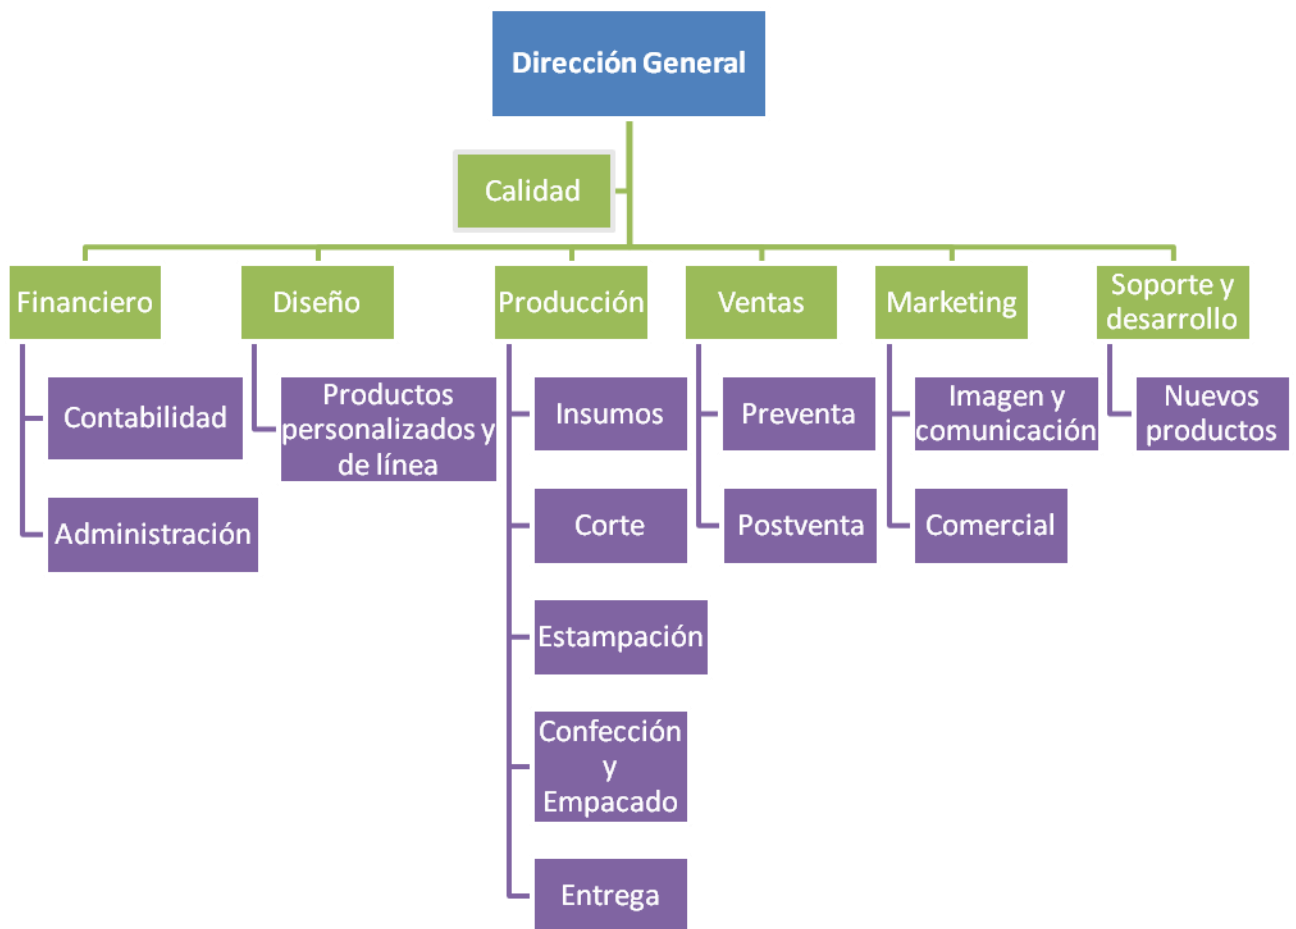 Dirección General
Calidad
Financiero
Diseño
Producción
Ventas
Marketing
Soporte y
desarrollo
Contabilidad
Administración
Productos
personalizados y
de línea
Insumos
Corte
Estampación
Confección
y
Empacado
Entrega
Preventa
Postventa
Imagen y
comunicación
Comercial
Nuevos
productos